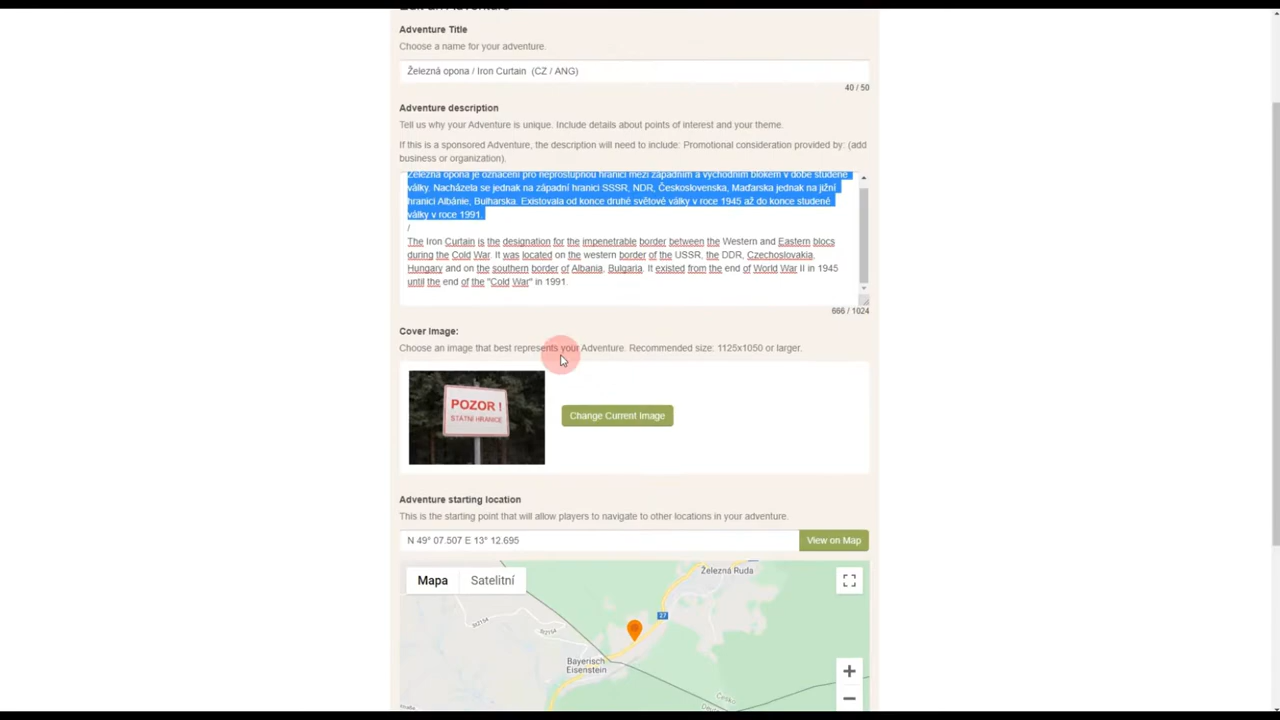 Edit an Adventure
Adventure Title
Choose a name for your adventure.
Železná opona / Iron Curtain  (CZ / ANG)
40 / 50
Adventure description
Tell us why your Adventure is unique. Include details about points of interest and your theme.
If this is a sponsored Adventure, the description will need to include: Promotional consideration provided by: (add
business or organization).
Železná opona je označení pro neprostupnou hranici mezi západním a východním blokem v době studené
války. Nacházela se jednak na západní hranici SSSR, NDR, Československa, Maďarska jednak na jižní
hranici Albánie, Bulharska. Existovala od konce druhé světové války v roce 1945 až do konce studené
války v roce 1991.
/
The Iron Curtain is the designation for the impenetrable border between the Western and Eastern blocs
during the Cold War. It was located on the western border of the USSR, the DDR, Czechoslovakia,
Hungary and on the southern border of Albania, Bulgaria. It existed from the end of World War II in 1945
until the end of the "Cold War" in 1991.
666 / 1024
Cover Image:
Choose an image that best represents your Adventure. Recommended size: 1125x1050 or larger.
POZOR !
STÁTNÍ HRANICE
Change Current Image
Adventure starting location
This is the starting point that will allow players to navigate to other locations in your adventure.
N 49° 07.507 E 13° 12.695
View on Map
Mapa
Satelitní
Železná Ruda
27
St2154
St2154
Bayerisch
Eisenstein
Česko